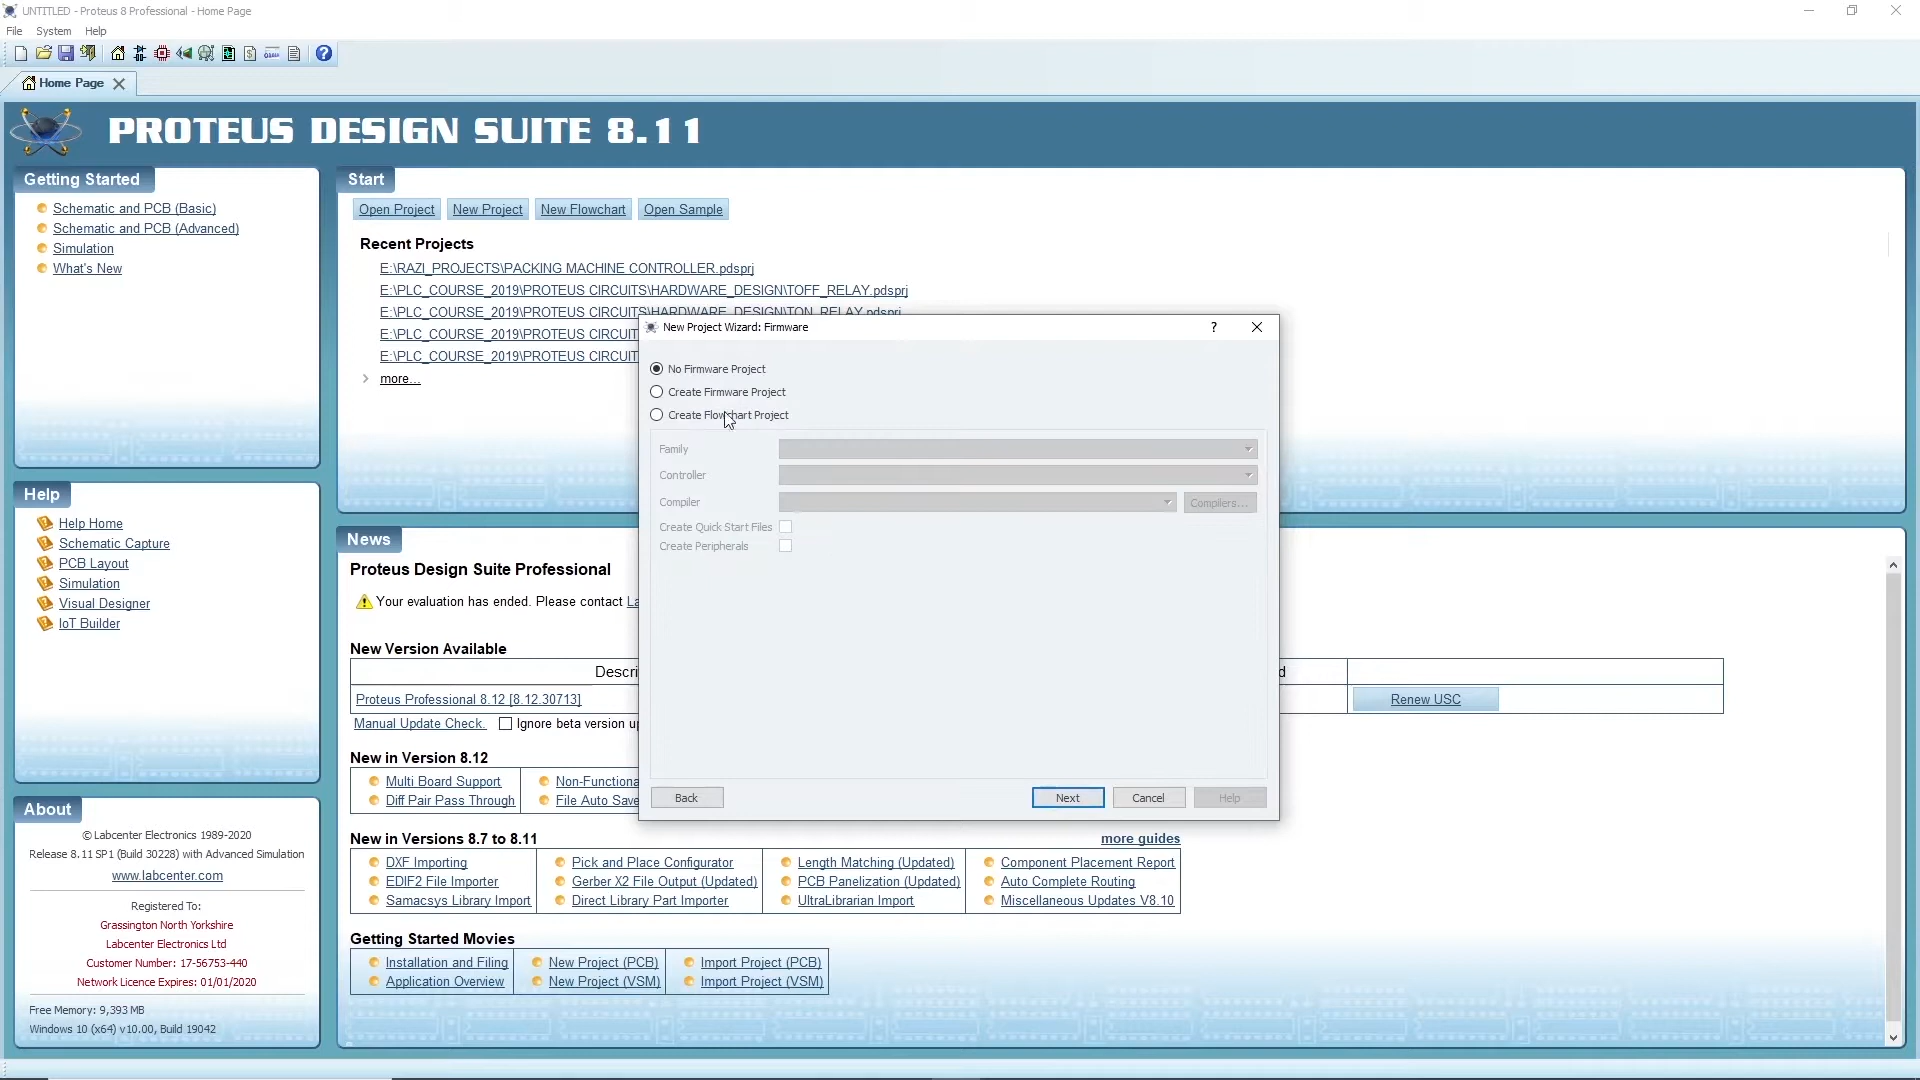 UNTITLED - Proteus 8 Professional - Home Page
File System Help
Home Page
PROTEUS DESIGN SUITE 8.11
Getting Started
Schematic and PCB (Basic)
Schematic and PCB (Advanced)
Simulation
What's New
Start
Open Project New Project New Flowchart Open Sample
Recent Projects
E:\RAZI_PROJECTS\PACKING MACHINE CONTROLLER.pdsprj
E:\PLC_COURSE_2019\PROTEUS CIRCUITS\HARDWARE_DESIGN\TOFF_RELAY.pdsprj
E:\PLC_COURSE_2019\PROTEUS CIRCUITS\HARDWARE_DESIGN\TON_RELAY.pdsprj
E:\PLC_COURSE_2019\PROTEUS CIRCUIT
E:\PLC_COURSE_2019\PROTEUS CIRCUIT
more...
New Project Wizard: Firmware
No Firmware Project
Create Firmware Project
Create Flowchart Project
Family
Controller
Compiler
Compilers...
Create Quick Start Files
Create Peripherals
Back Next Cancel Help
Help
Help Home
Schematic Capture
PCB Layout
Simulation
Visual Designer
IoT Builder
News
Proteus Design Suite Professional
Your evaluation has ended. Please contact La
New Version Available
Descri d
Proteus Professional 8.12 [8.12.30713] Renew USC
Manual Update Check. Ignore beta version up
New in Version 8.12
Multi Board Support Non-Functiona
Diff Pair Pass Through File Auto Save
New in Versions 8.7 to 8.11 more guides
DXF Importing Pick and Place Configurator Length Matching (Updated) Component Placement Report
EDIF2 File Importer Gerber X2 File Output (Updated) PCB Panelization (Updated) Auto Complete Routing
Samacsys Library Import Direct Library Part Importer UltraLibrarian Import Miscellaneous Updates V8.10
Getting Started Movies
Installation and Filing New Project (PCB) Import Project (PCB)
Application Overview New Project (VSM) Import Project (VSM)
About
© Labcenter Electronics 1989-2020
Release 8.11 SP1 (Build 30228) with Advanced Simulation
www.labcenter.com
Registered To:
Grassington North Yorkshire
Labcenter Electronics Ltd
Customer Number: 17-56753-440
Network Licence Expires: 01/01/2020
Free Memory: 9,393 MB
Windows 10 (x64) v10.00, Build 19042